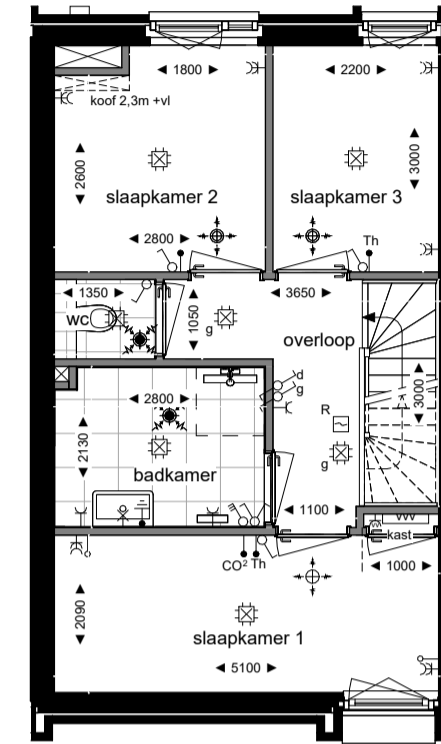 ◄ 1800 ►
◄ 2200 ►
koof 2,3m +vl
◄ 2600 ►
◄ 3000 ►
slaapkamer 2
slaapkamer 3
◄ 2800 ►
Th
◄ 1350 ►
◄ 3650 ►
WC
◄ 1050 ►
g
overloop
d
g
◄ 2800 ►
◄ 3000 ►
R
◄ 2130 ►
g
badkamer
◄ 1100 ►
kast
CO² Th
◄ 1000 ►
◄ 2090 ►
slaapkamer 1
◄ 5100 ►